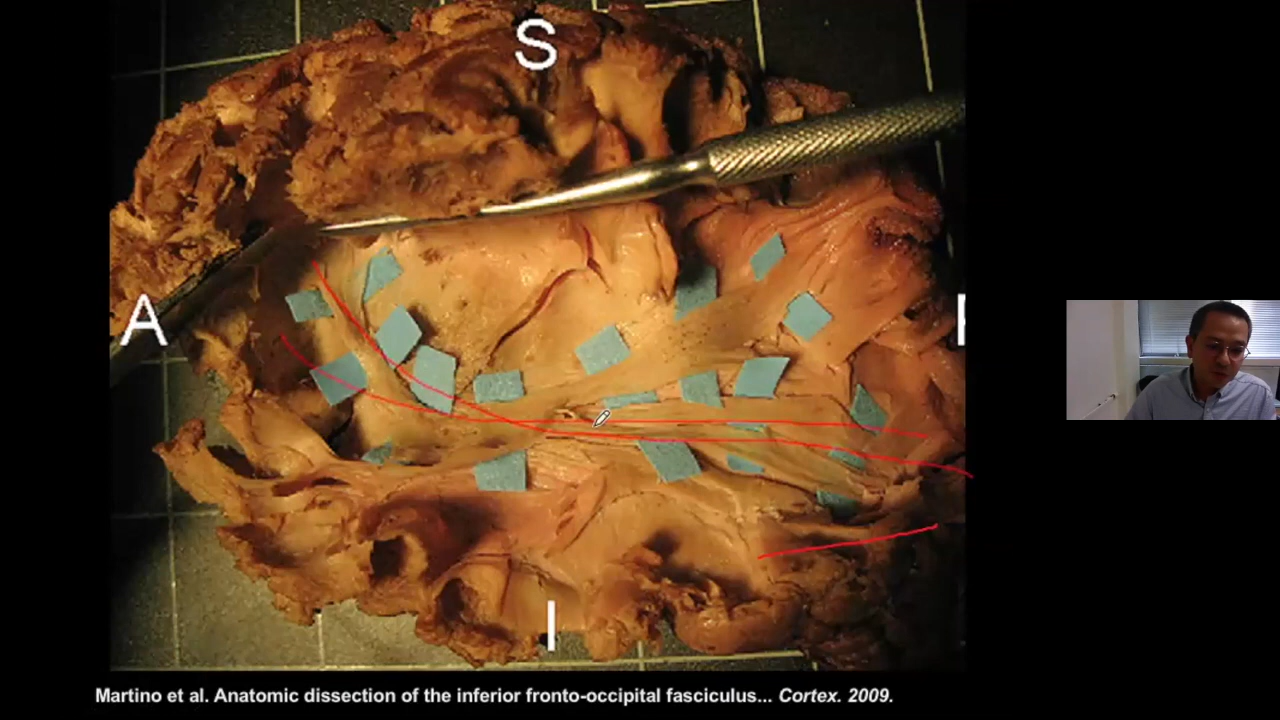 S
A
I
Martino et al. Anatomic dissection of the inferior fronto-occipital fasciculus... Cortex. 2009.